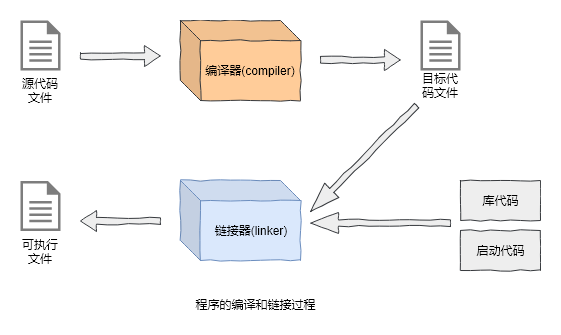 源代码
文件
编译器(compiler)
目标代
码文件
可执行
文件
链接器(linker)
库代码
启动代码
程序的编译和链接过程